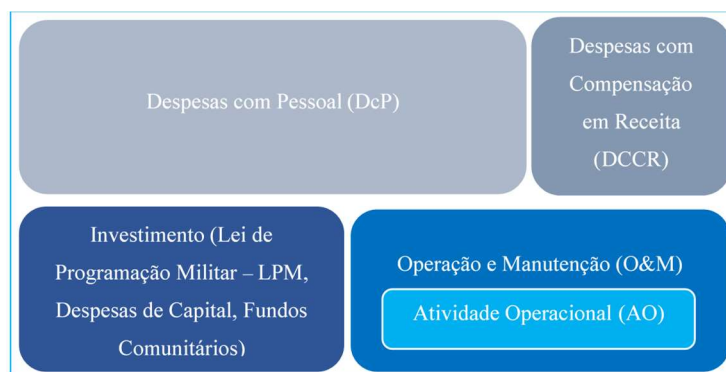 Despesas com Pessoal (DcP)
Despesas com
Compensação
em Receita
(DCCR)
Investimento (Lei de
Programação Militar – LPM,
Despesas de Capital, Fundos
Comunitários)
Operação e Manutenção (O&M)
Atividade Operacional (AO)